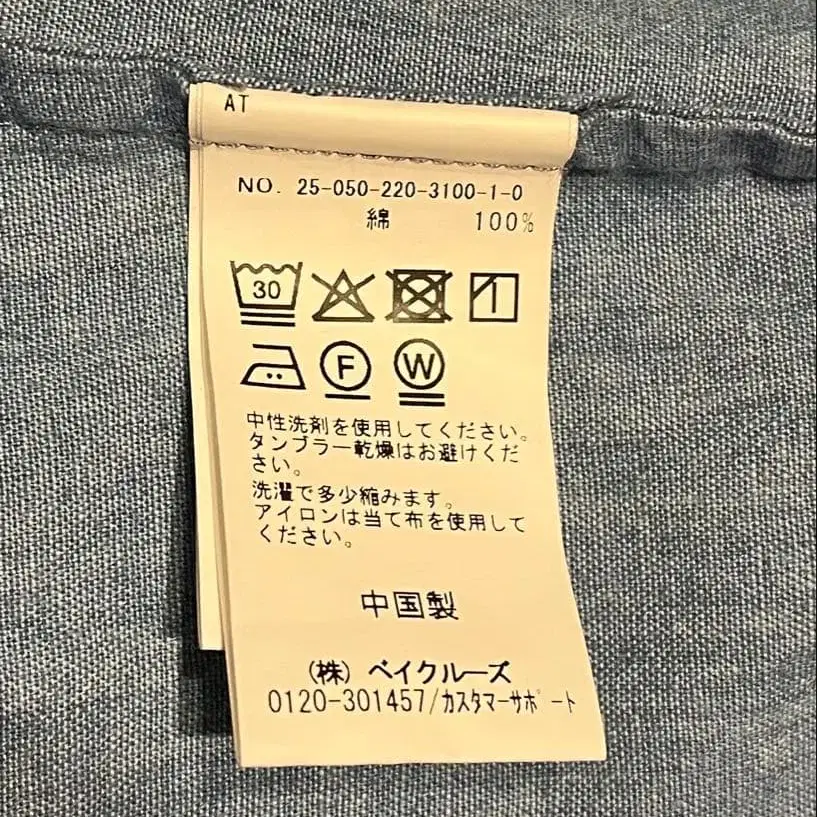 AT
NO. 25-050-220-3100-1-0
綿 100%
30
F W
中性洗剤を使用してください。
タンブラー乾燥はお避けくだ
さい。
洗濯で多少縮みます。
アイロンは当て布を使用して
ください。
中国製
(株) ベイクルーズ
0120-301457/カスタマーサポート